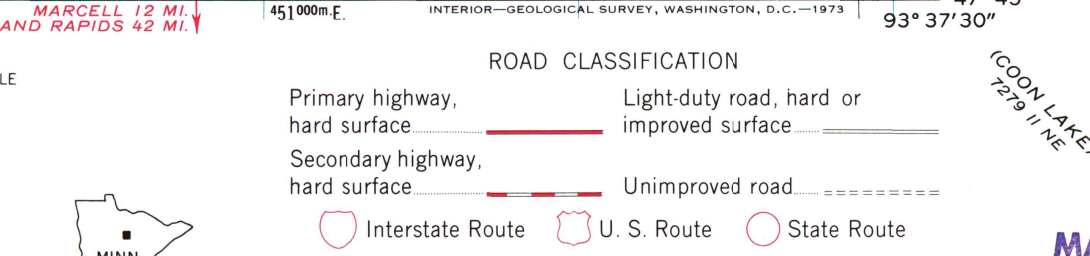 MARCELL 12 MI.
AND RAPIDS 42 MI.
451000m.E.
INTERIOR—GEOLOGICAL SURVEY, WASHINGTON, D.C.—1973
93° 37′ 30″
LE
ROAD CLASSIFICATION
Primary highway,
hard surface
Light-duty road, hard or
improved surface
Secondary highway,
hard surface
Unimproved road
Interstate Route
U. S. Route
State Route
(COON LAKE)
7279 II NE
MINN